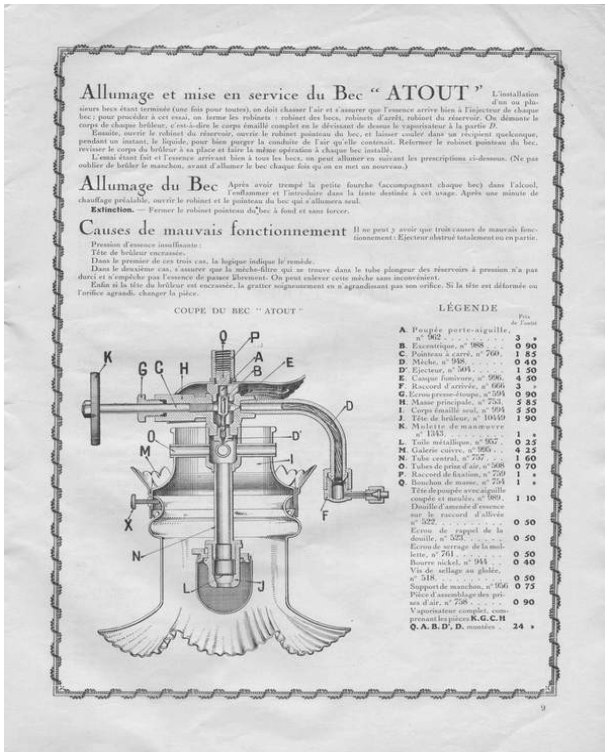 Allumage et mise en service du Bec “ ATOUT ” L'installation
d'un ou plu-
sieurs becs étant terminée (une fois pour toutes), on doit chasser l'air et s'assurer que l'essence arrive bien à l'injecteur de chaque
bec ; pour procéder à cet essai, on ferme les robinets : robinet des becs, robinets d'arrêt, robinet du réservoir. On démonte le
corps de chaque brûleur, c'est-à-dire le corps émaillé complet en le dévissant de dessus le vaporisateur à la partie D.
Ensuite, ouvrir le robinet du réservoir, ouvrir le robinet pointeau du bec, et laisser couler dans un récipient quelconque,
pendant un instant, le liquide, pour bien purger la conduite de l'air qu'elle contenait. Refermer le robinet pointeau du bec,
revisser le corps du brûleur à sa place et faire la même opération à chaque bec installé.
L'essai étant fait et l'essence arrivant bien à tous les becs, on peut allumer en suivant les prescriptions ci-dessous. (Ne pas
oublier de brûler le manchon, avant d'allumer le bec chaque fois qu'on en met un nouveau.)
Allumage du Bec Après avoir trempé la petite fourche (accompagnant chaque bec) dans l'alcool,
l'enflammer et l'introduire dans la fente destinée à cet usage. Après une minute de
chauffage préalable, ouvrir le robinet et le pointeau du bec qui s'allumera seul.
Extinction. — Fermer le robinet pointeau du bec à fond et sans forcer.
Causes de mauvais fonctionnement Il ne peut y avoir que trois causes de mauvais fonc-
tionnement : Ejecteur obstrué totalement ou en partie.
Pression d'essence insuffisante :
Tête de brûleur encrassée.
Dans le premier de ces trois cas, la logique indique le remède.
Dans le deuxième cas, s'assurer que la mèche-filtre qui se trouve dans le tube plongeur des réservoirs à pression n'a pas
durci et n'empêche pas l'essence de passer librement. On peut enlever cette mèche sans inconvénient.
Enfin si la tête du brûleur est encrassée, la gratter soigneusement en n'agrandissant pas son orifice. Si la tête est déformée ou
l'orifice agrandi, changer la pièce.
COUPE DU BEC “ATOUT”
Q
P
A
B
E
K
G
C
H
D
O
D'
M
I
X
F
N
L
J
LÉGENDE
Prix
de l'unité
A. Poupée porte-aiguille,
n° 962 . . . . . 3 »
B. Excentrique, n° 988 . . 0 90
C. Pointeau à carré, n° 760. 1 85
D. Mèche, n° 948. . . . . 0 40
D'. Ejecteur, n° 504 . . . . 1 50
E. Casque fumivore, n° 996. 4 50
F. Raccord d'arrivée, n° 666 3 »
G. Ecrou presse-étoupe, n° 594 0 90
H. Masse principale, n° 753. 5 85
I. Corps émaillé seul, n° 994 5 50
J. Tête de brûleur, n° 10449 1 90
K. Molette de manœuvre
n° 1343. . . . . 1 »
L. Toile métallique, n° 957 . 0 25
M. Galerie cuivre, n° 995 . . 4 25
N. Tube central, n° 757 . . 1 60
O. Tubes de prise d'air, n° 508 0 70
P. Raccord de fixation, n° 759 1 »
Q. Bouchon de masse, n° 754 1 »
Tête de poupée avec aiguille
coupée et meulée, n° 989. 1 10
Douille d'amenée d'essence
sur le raccord d'arrivée
n° 522. . . . . 0 50
Ecrou de rappel de la
douille, n° 523. . . . . 0 50
Ecrou de serrage de la mol-
lette, n° 761 . . . . . 0 50
Bourre nickel, n° 944 . . 0 40
Vis de sellage au globe,
n° 518. . . . . 0 50
Support de manchon, n° 956 0 75
Pièce d'assemblage des pri-
ses d'air, n° 758 . . . . 0 90
Vaporisateur complet, com-
prenant les pièces K. G. C. H
Q. A. B. D'. D. montées . 24 »
9